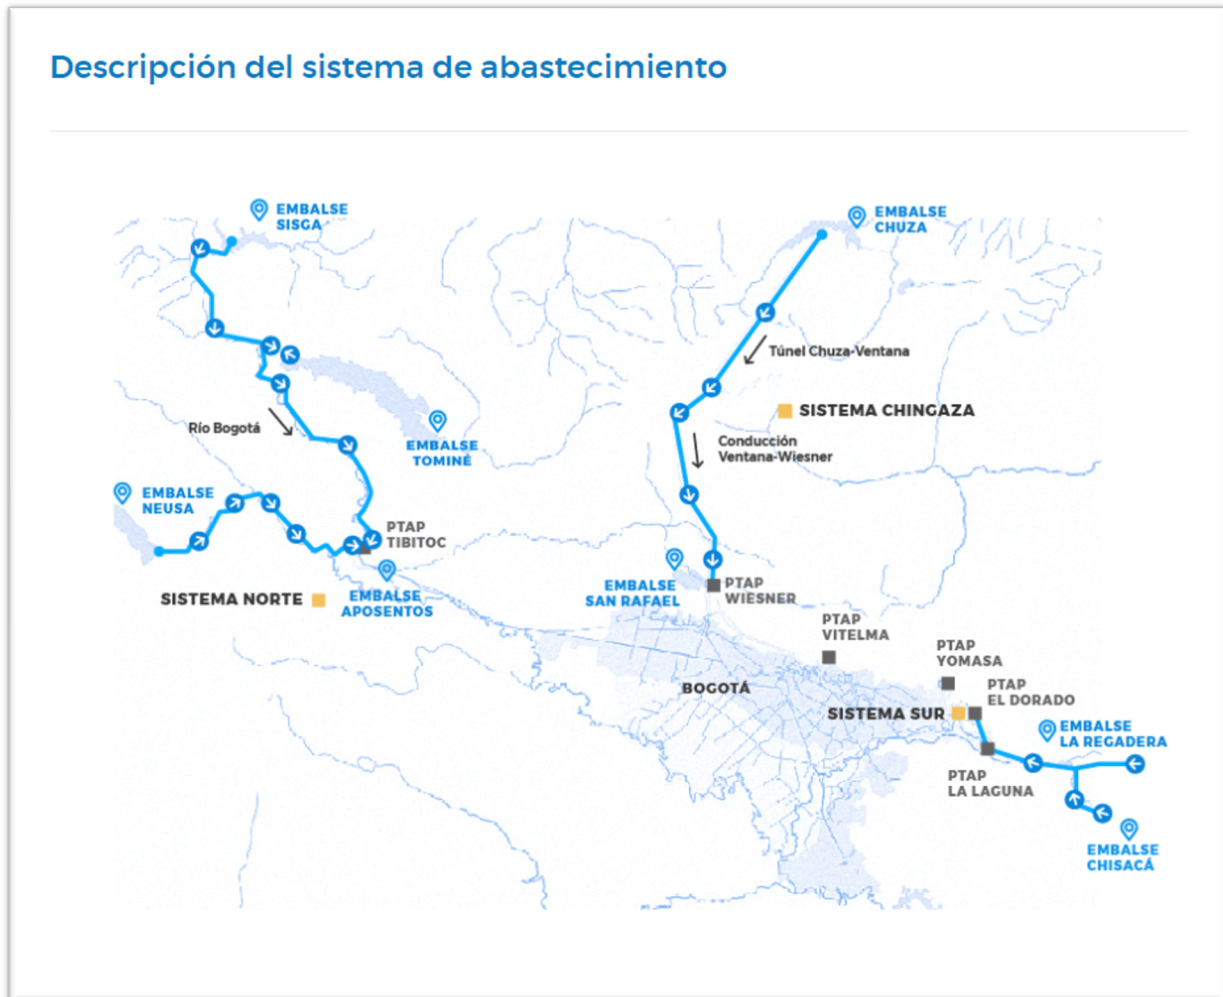 Descripción del sistema de abastecimiento
EMBALSE
SISGA
EMBALSE
CHUZA
Túnel Chuza-Ventana
SISTEMA CHINGAZA
Río Bogotá
EMBALSE
TOMINÉ
Conducción
Ventana-Wiesner
EMBALSE
NEUSA
PTAP
TIBITOC
SISTEMA NORTE
EMBALSE
APOSENTOS
EMBALSE
SAN RAFAEL
PTAP
WIESNER
PTAP
VITELMA
PTAP
YOMASA
BOGOTÁ
PTAP
EL DORADO
SISTEMA SUR
EMBALSE
LA REGADERA
PTAP
LA LAGUNA
EMBALSE
CHISACÁ